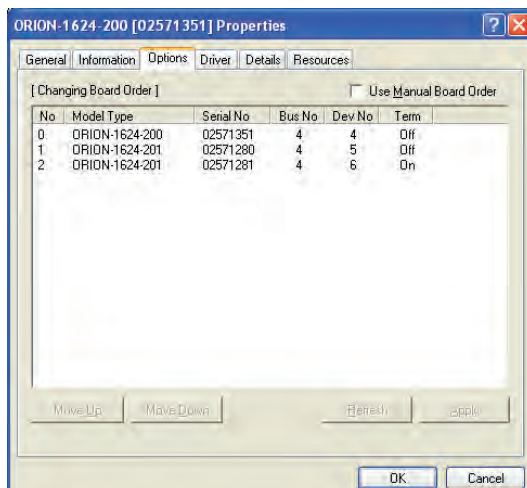 ORION-1624-200 [02571351] Properties
General Information Options Driver Details Resources
[ Changing Board Order ] Use Manual Board Order
No Model Type Serial No Bus No Dev No Term
0 ORION-1624-200 02571351 4 4 Off
1 ORION-1624-201 02571280 4 5 Off
2 ORION-1624-201 02571281 4 6 On
Move Up Move Down Refresh Apply
OK Cancel